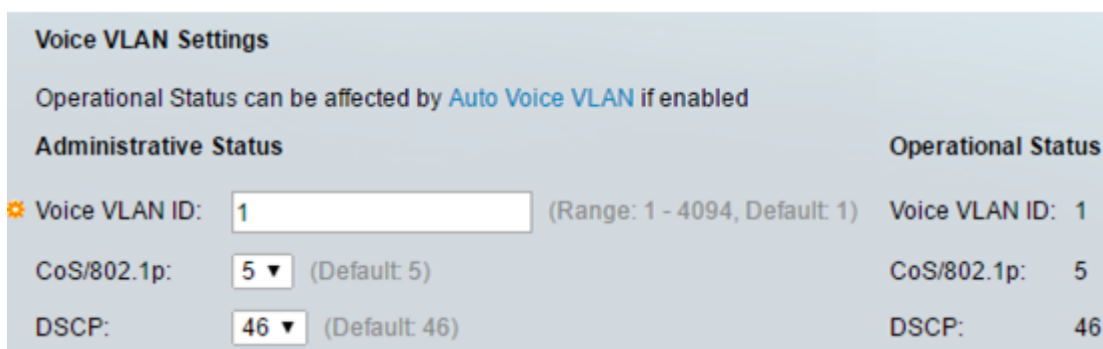 Voice VLAN Settings
Operational Status can be affected by Auto Voice VLAN if enabled
Administrative Status Operational Status
Voice VLAN ID: 1 (Range: 1 - 4094, Default: 1) Voice VLAN ID: 1
CoS/802.1p: 5 (Default: 5) CoS/802.1p: 5
DSCP: 46 (Default: 46) DSCP: 46